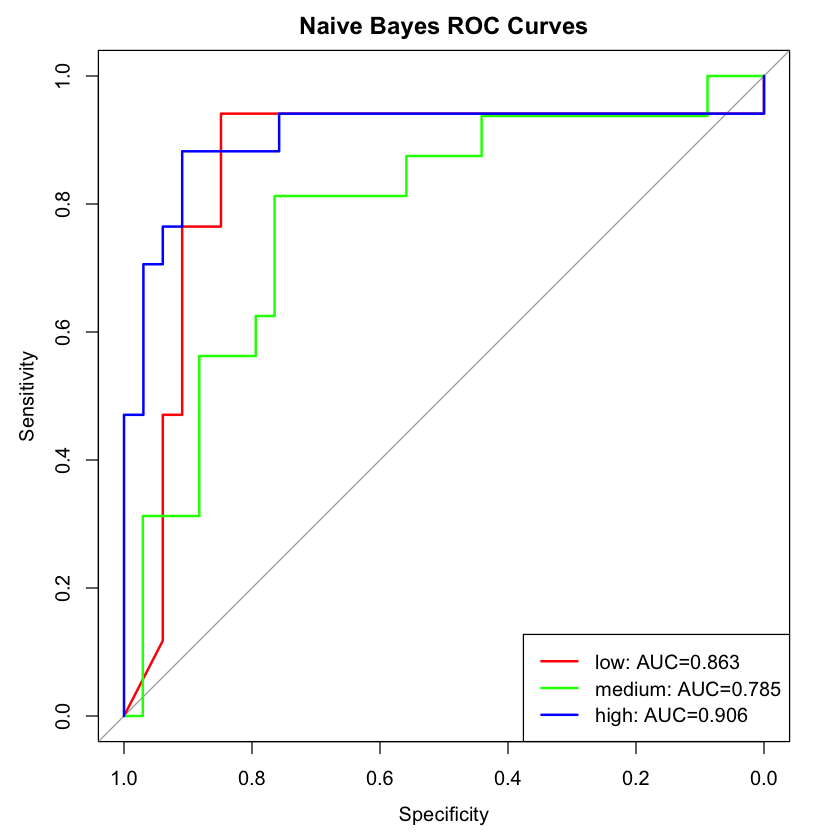 Naive Bayes ROC Curves
Sensitivity
1.0
0.8
0.6
0.4
0.2
0.0
low: AUC=0.863
medium: AUC=0.785
high: AUC=0.906
1.0 0.8 0.6 0.4 0.2 0.0
Specificity